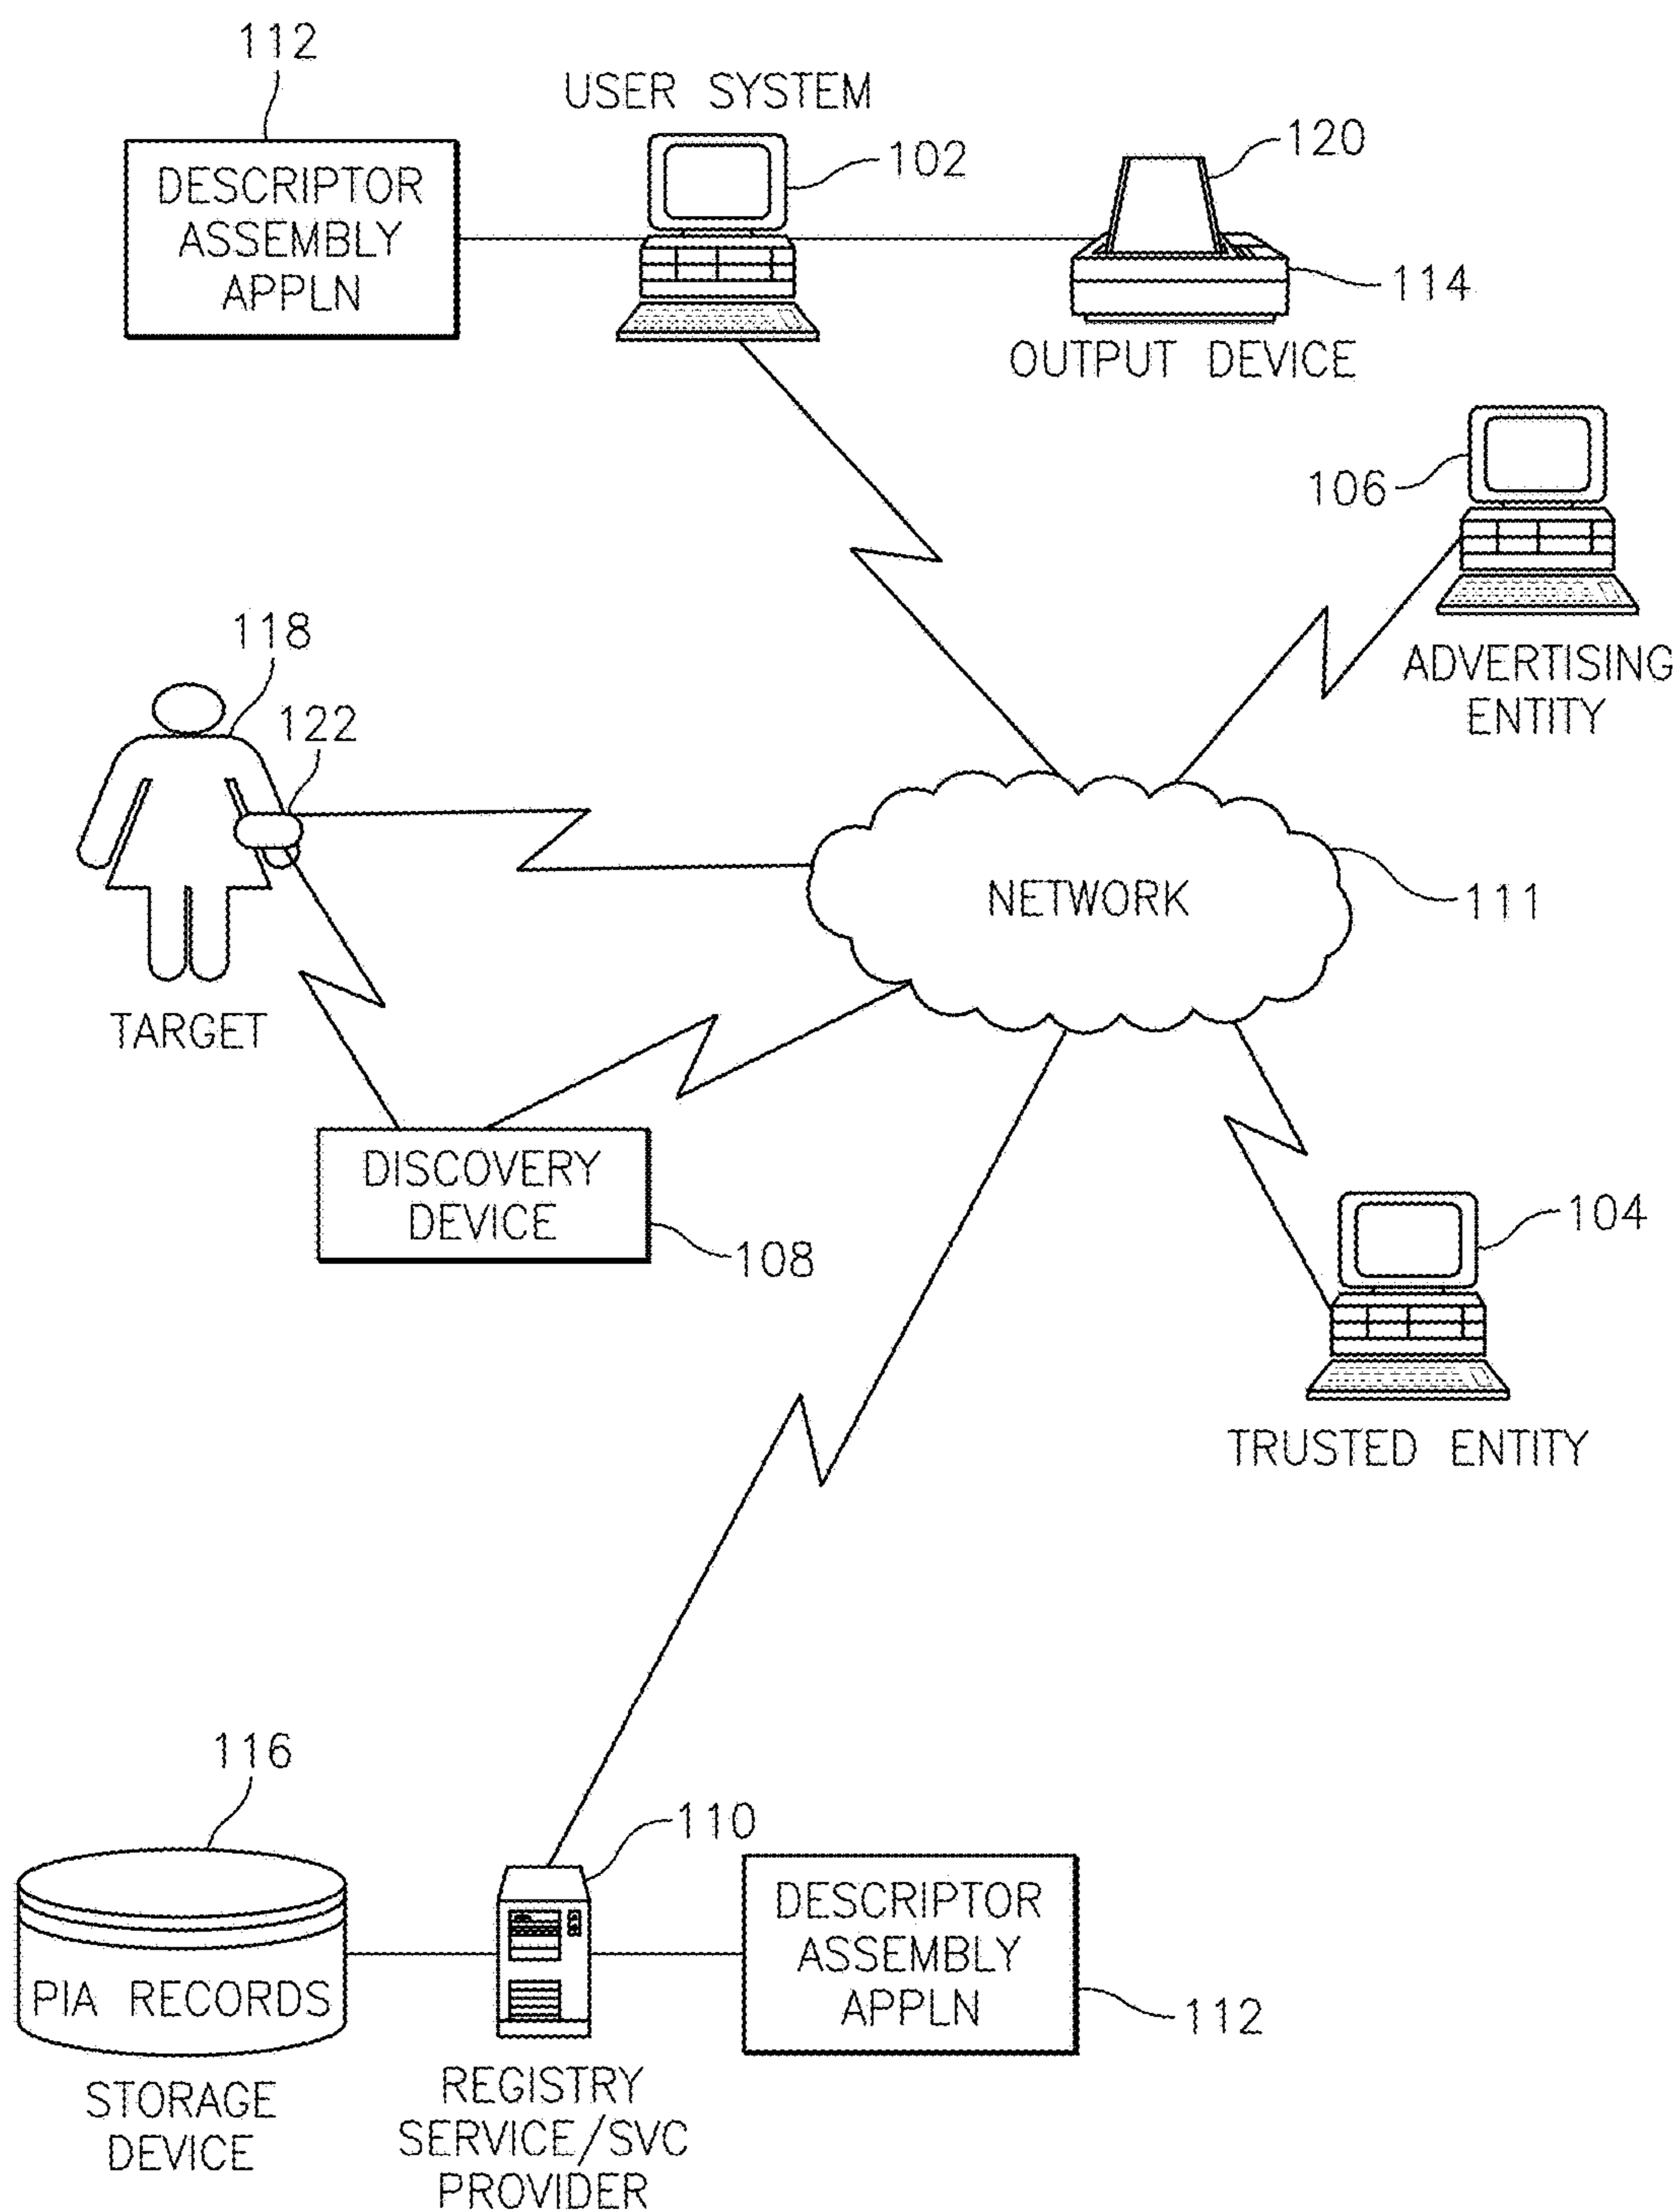 112
USER SYSTEM
DESCRIPTOR
ASSEMBLY
APPLN
102
120
114
OUTPUT DEVICE
106
ADVERTISING
ENTITY
118
122
TARGET
NETWORK
111
DISCOVERY
DEVICE
108
104
TRUSTED ENTITY
116
110
PIA RECORDS
DESCRIPTOR
ASSEMBLY
APPLN
112
STORAGE
DEVICE
REGISTRY
SERVICE/SVC
PROVIDER